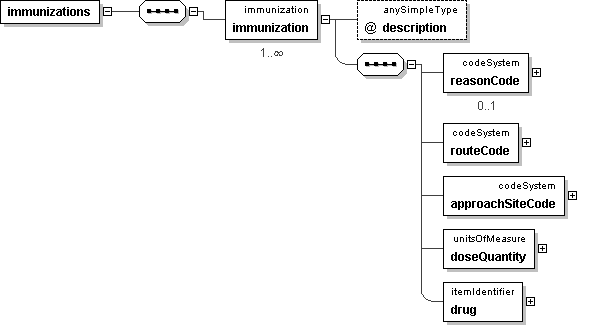 immunizations
immunization
immunization
1..∞
anySimpleType
@ description
codeSystem
reasonCode
0..1
codeSystem
routeCode
codeSystem
approachSiteCode
unitsOfMeasure
doseQuantity
itemIdentifier
drug